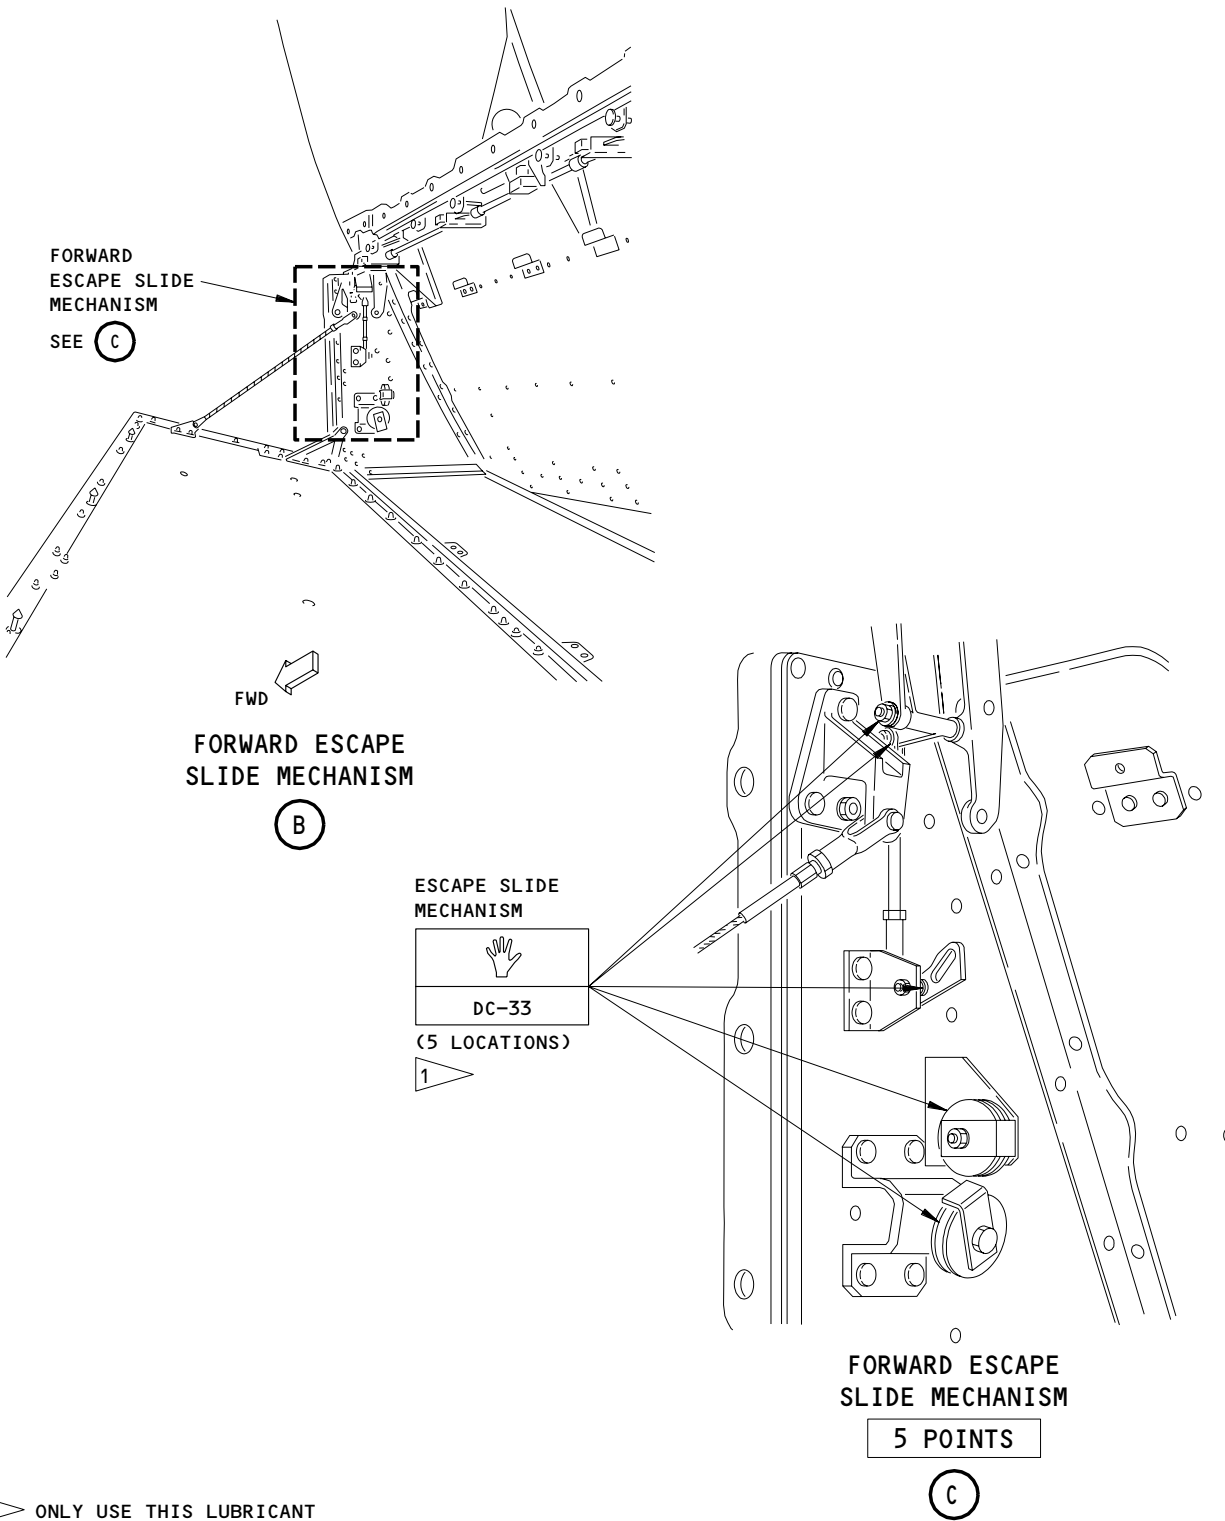 FORWARD
ESCAPE SLIDE
MECHANISM
SEE C
FWD
FORWARD ESCAPE
SLIDE MECHANISM
B
ESCAPE SLIDE
MECHANISM
DC-33
(5 LOCATIONS)
1
FORWARD ESCAPE
SLIDE MECHANISM
5 POINTS
C
ONLY USE THIS LUBRICANT